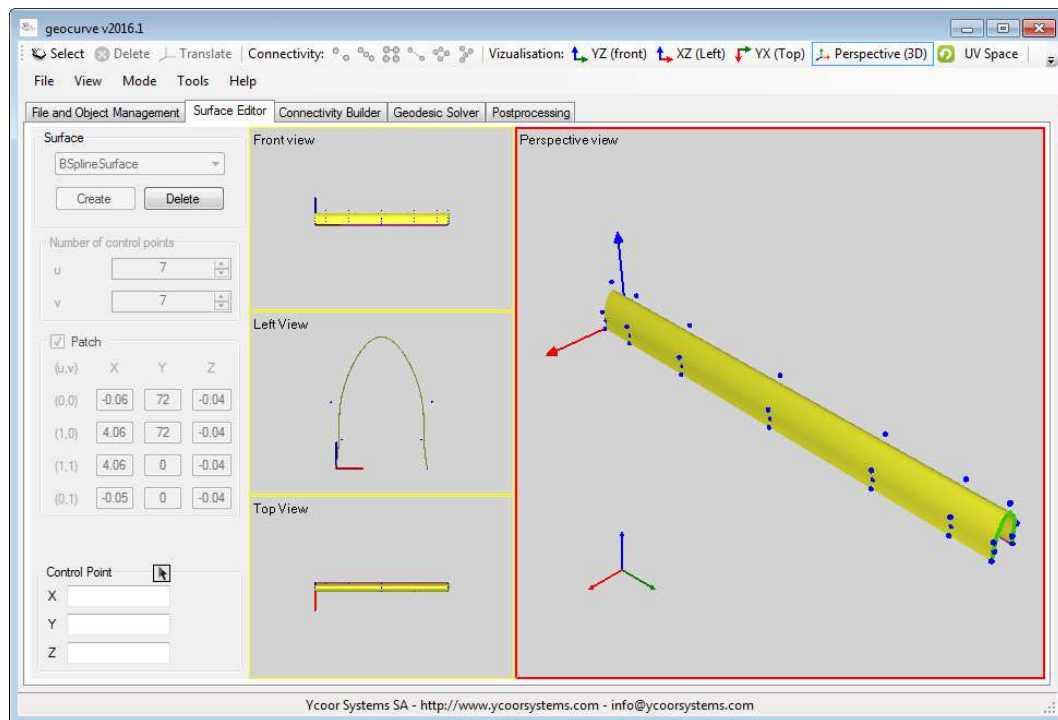 geocurve v2016.1
Select Delete Translate Connectivity: Vizualisation: YZ (front) XZ (Left) YX (Top) Perspective (3D) UV Space
File View Mode Tools Help
File and Object Management Surface Editor Connectivity Builder Geodesic Solver Postprocessing
Surface
BSplineSurface
Create Delete
Number of control points
u 7
v 7
Patch
(u,v) X Y Z
(0,0) -0.06 72 -0.04
(1,0) 4.06 72 -0.04
(1,1) 4.06 0 -0.04
(0,1) -0.05 0 -0.04
Control Point
X
Y
Z
Front view
Left View
Top View
Perspective view
Ycoor Systems SA - http://www.ycoorsystems.com - info@ycoorsystems.com